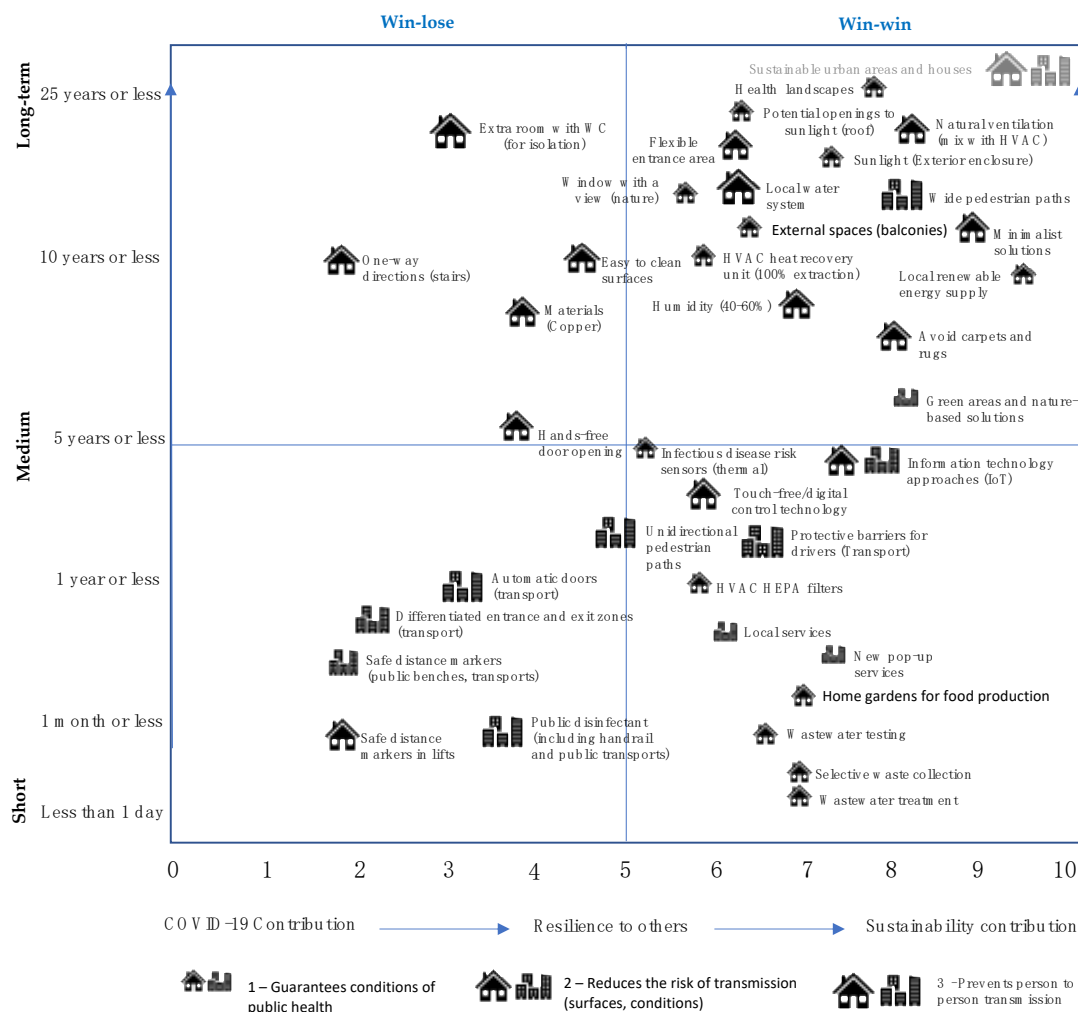 Win-lose
Win-win
Long-term
Medium
Short
25 years or less
10 years or less
5 years or less
1 year or less
1 month or less
Less than 1 day
Sustainable urban areas and houses
Health landscapes
Potential openings to
sunlight (roof)
Natural ventilation
(mix with HVAC)
Extra room with WC
(for isolation)
Flexible
entrance area
Sunlight (Exterior enclosure)
Window with a
view (nature)
Local water
system
Wide pedestrian paths
External spaces (balconies)
Minimalist
solutions
One-way
directions (stairs)
Easy to clean
surfaces
HVAC heat recovery
unit (100% extraction)
Local renewable
energy supply
Humidity (40-60%)
Materials
(Copper)
Avoid carpets and
rugs
Green areas and nature-
based solutions
Hands-free
door opening
Infectious disease risk
sensors (thermal)
Information technology
approaches (IoT)
Touch-free/digital
control technology
Unidirectional
pedestrian
paths
Protective barriers for
drivers (Transport)
Automatic doors
(transport)
HVAC HEPA filters
Differentiated entrance and exit zones
(transport)
Local services
Safe distance markers
(public benches, transports)
New pop-up
services
Home gardens for food production
Safe distance
markers in lifts
Public disinfectant
(including handrail
and public transports)
Wastewater testing
Selective waste collection
Wastewater treatment
0 1 2 3 4 5 6 7 8 9 10
COVID-19 Contribution
Resilience to others
Sustainability contribution
1 – Guarantees conditions of
public health
2 – Reduces the risk of transmission
(surfaces, conditions)
3 -Prevents person to
person transmission